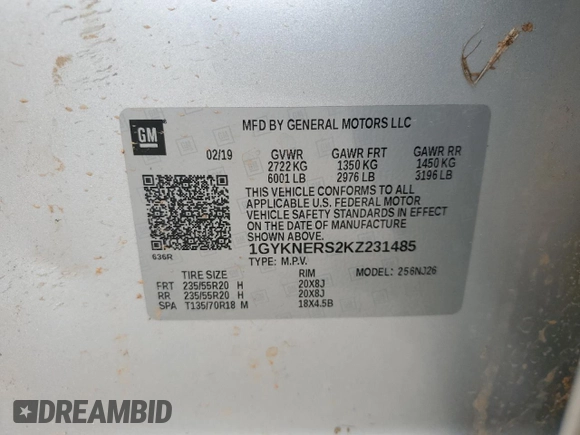 GM
MFD BY GENERAL MOTORS LLC
02/19 GVWR GAWR FRT GAWR RR
2722 KG 1350 KG 1450 KG
6001 LB 2976 LB 3196 LB
THIS VEHICLE CONFORMS TO ALL
APPLICABLE U.S. FEDERAL MOTOR
VEHICLE SAFETY STANDARDS IN EFFECT
ON THE DATE OF MANUFACTURE
SHOWN ABOVE.
636R
1GYKNERS2KZ231485
TYPE: M.P.V.
MODEL: 256NJ26
TIRE SIZE RIM
FRT 235/55R20 H 20X8J
RR 235/55R20 H 20X8J
SPA T135/70R18 M 18X4.5B
DREAMBID